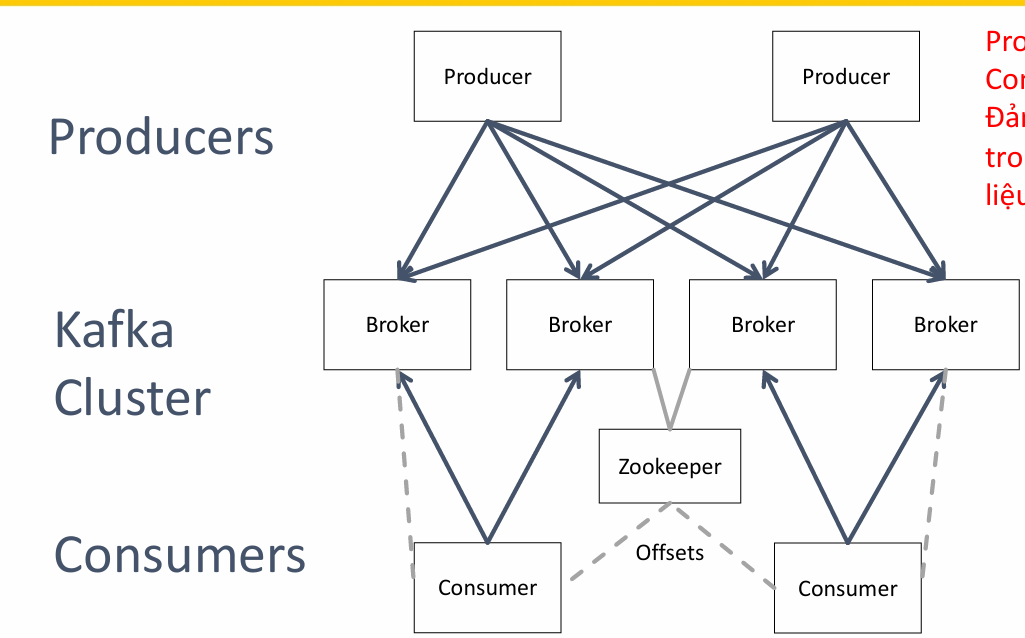 Producer
Producer
Producers
Kafka
Cluster
Broker
Broker
Broker
Broker
Zookeeper
Offsets
Consumers
Consumer
Consumer